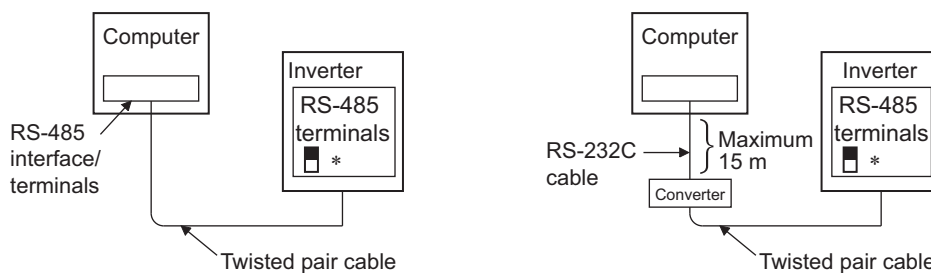 Computer
Inverter
RS-485
terminals
*
RS-485
interface/
terminals
Twisted pair cable
Computer
Inverter
RS-485
terminals
*
RS-232C
cable
Maximum
15 m
Converter
Twisted pair cable